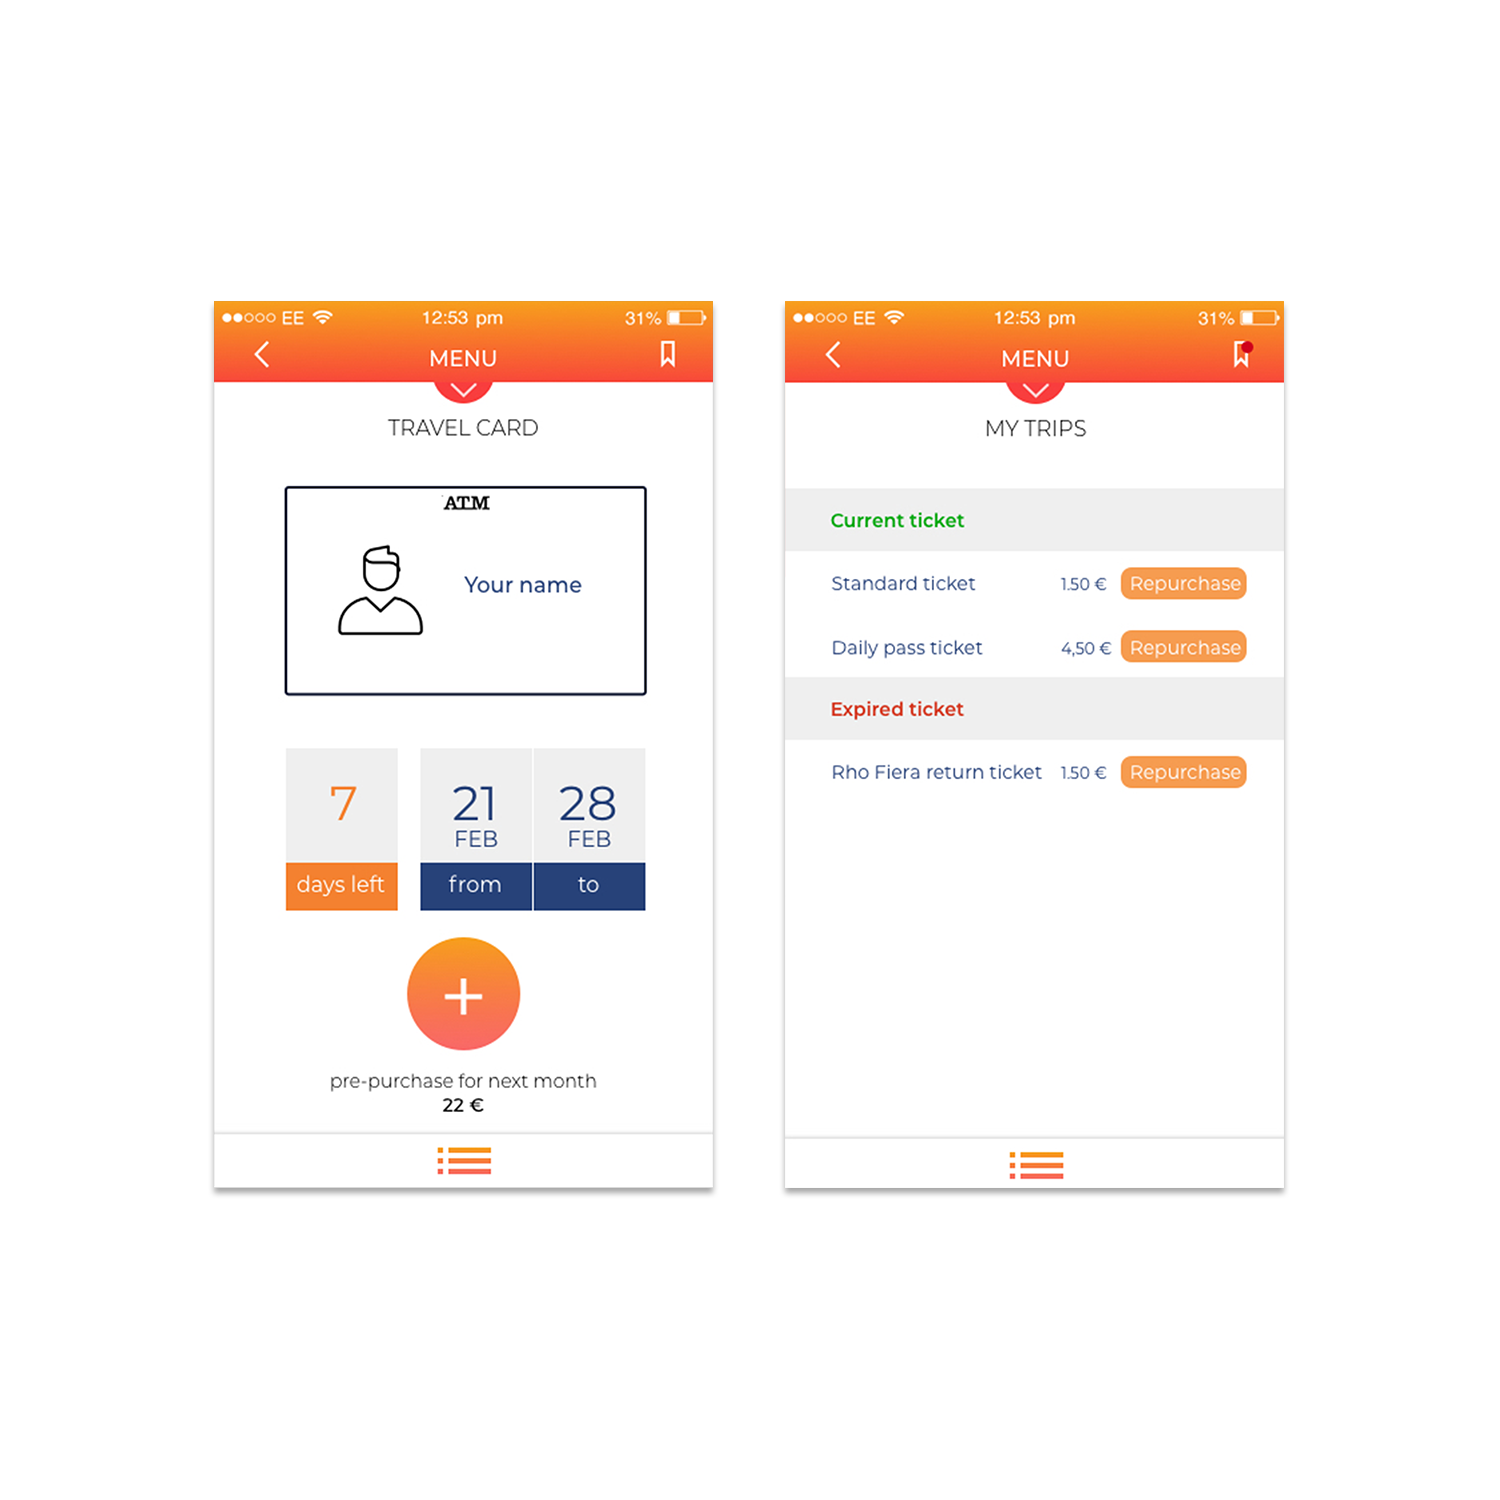 EE 12:53 pm 31%
MENU
TRAVEL CARD
ATM
Your name
7
days left
21 FEB
from
28 FEB
to
+
pre-purchase for next month
22 €
EE 12:53 pm 31%
MENU
MY TRIPS
Current ticket
Standard ticket 1.50 € Repurchase
Daily pass ticket 4,50 € Repurchase
Expired ticket
Rho Fiera return ticket 1.50 € Repurchase